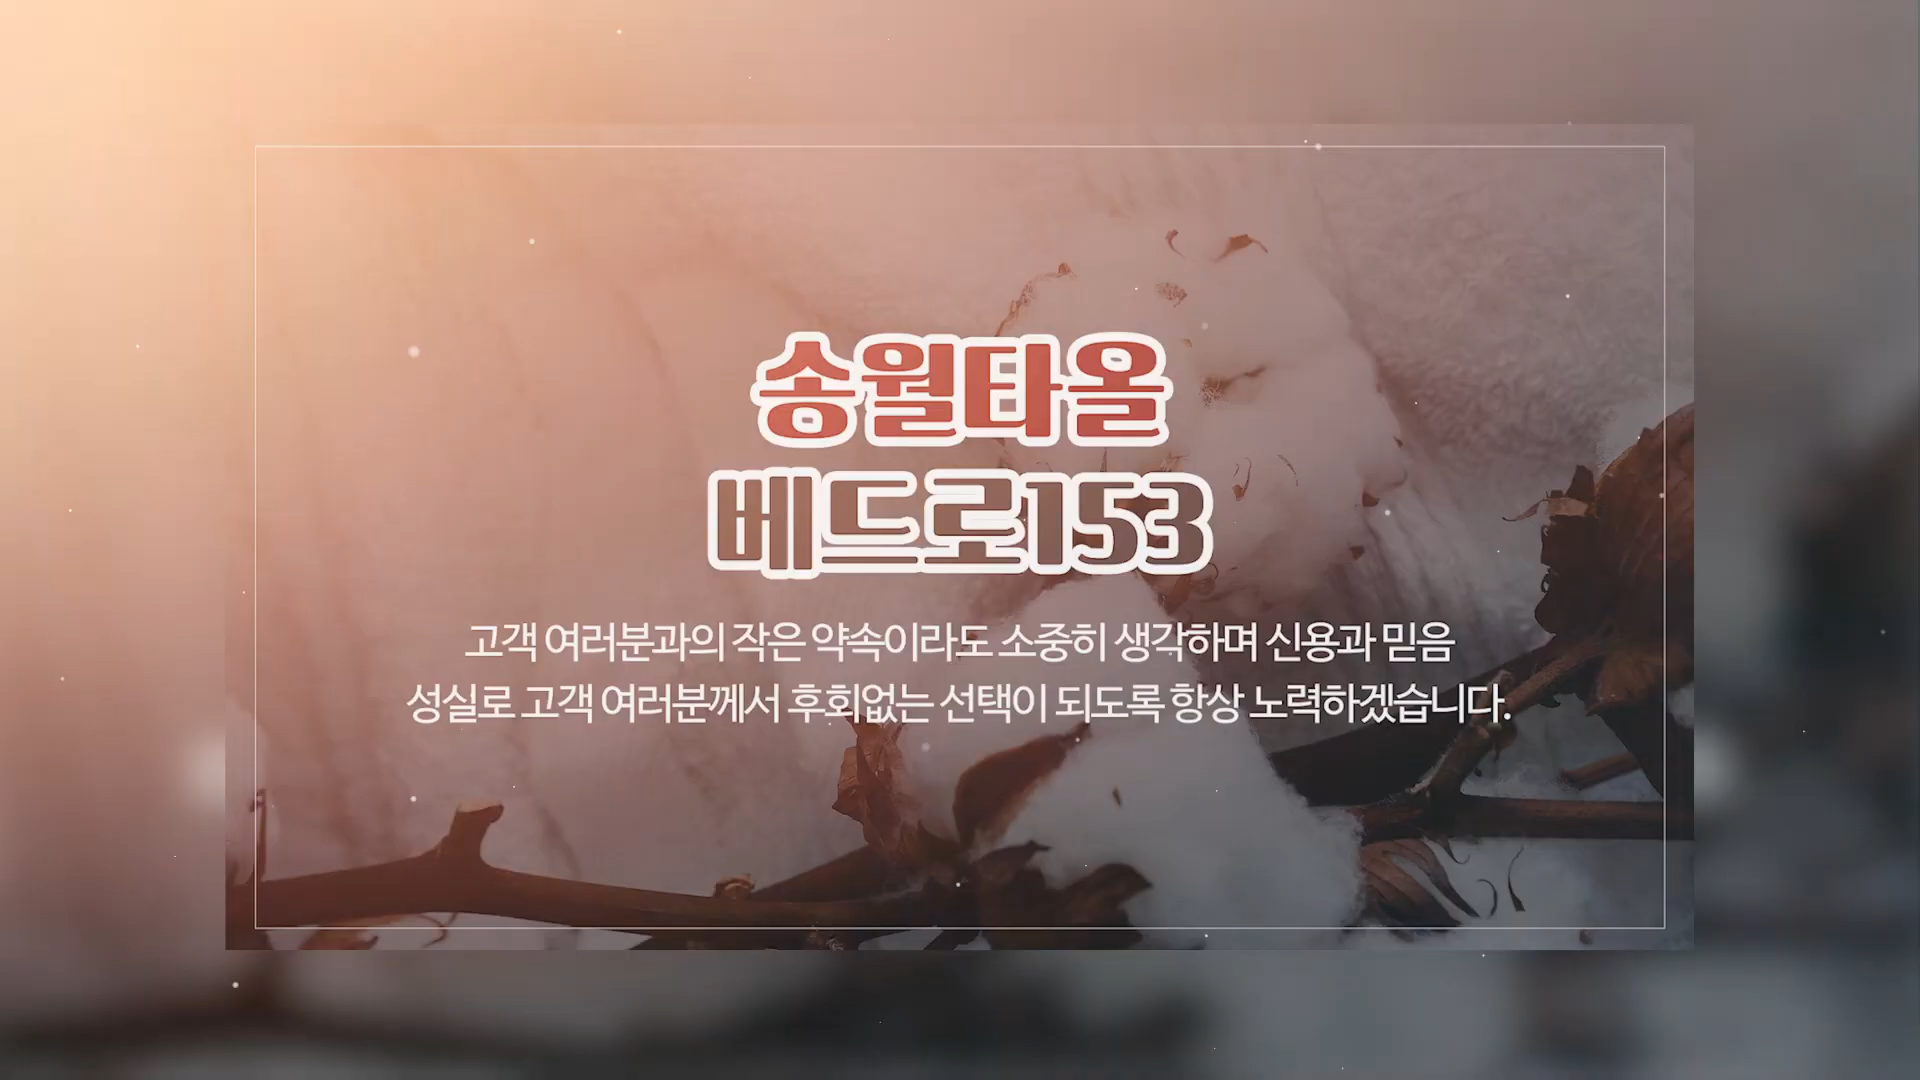 송월타올
베드로153
고객 여러분과의 작은 약속이라도 소중히 생각하며 신용과 믿음
성실로 고객 여러분께서 후회없는 선택이 되도록 항상 노력하겠습니다.